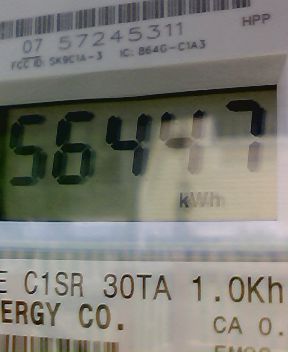 HPP
07 57245311
FCC ID: SK9C1A-3 IC: 864G-C1A3
56447
kWh
E C1SR 30TA 1.0Kh
ERGY CO.
CA 0.